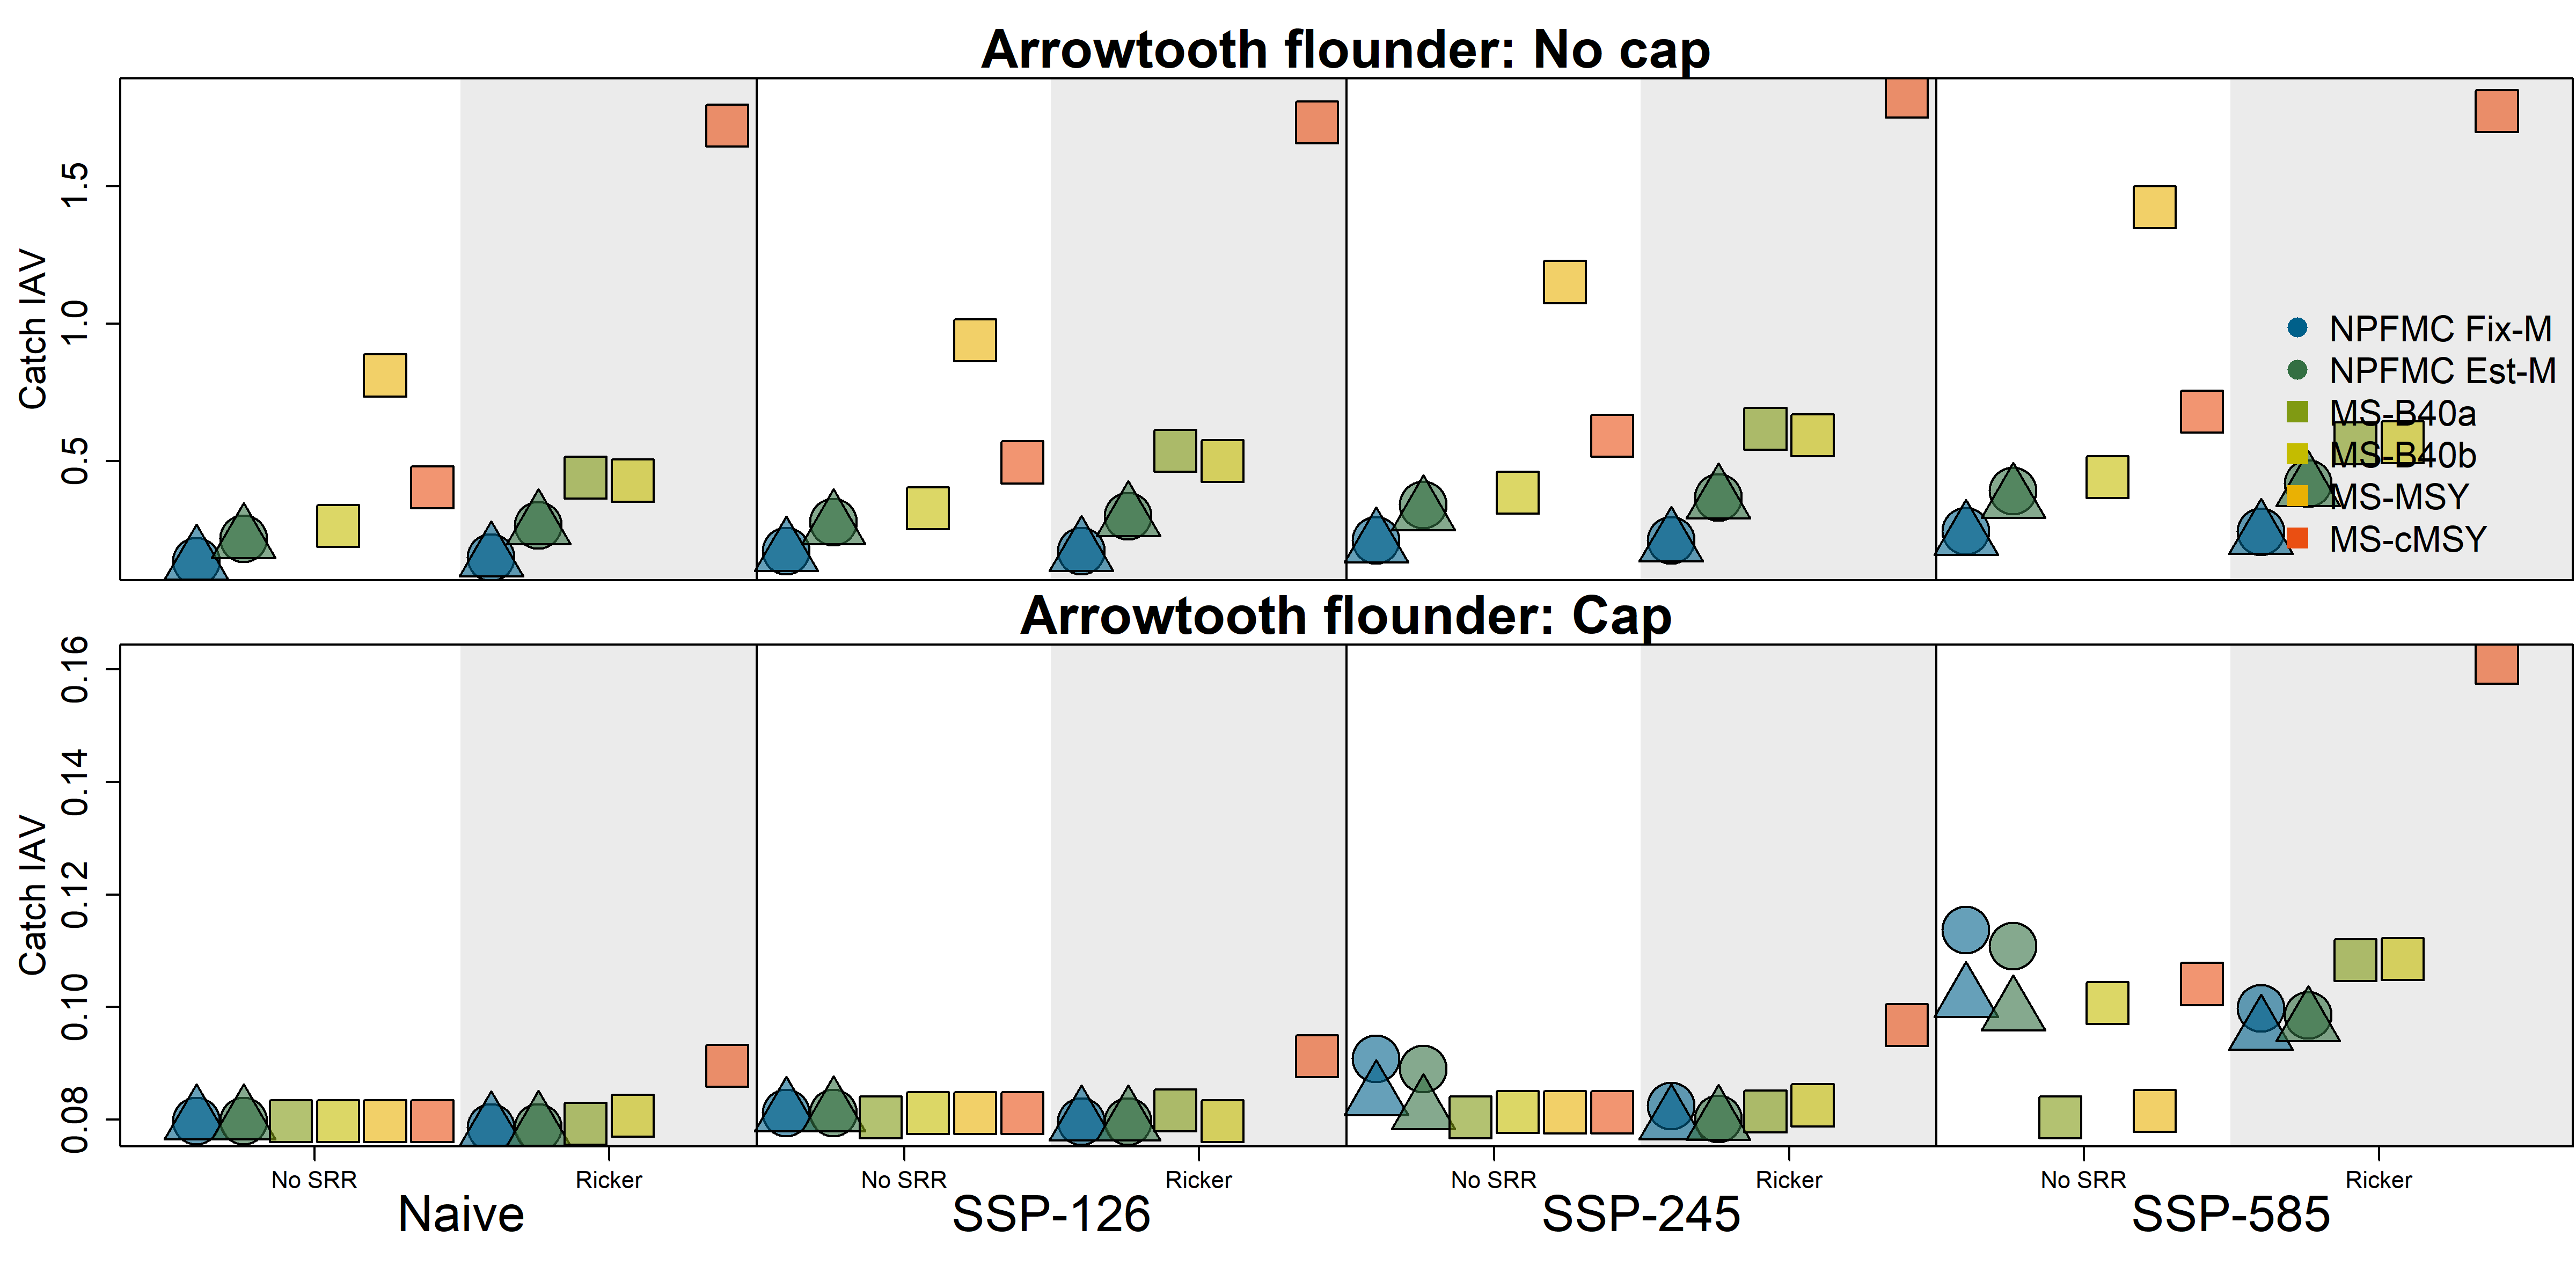 Arrowtooth flounder: No cap
Catch IAV
1.5
1.0
0.5
NPFMC Fix-M
NPFMC Est-M
MS-B40a
MS-B40b
MS-MSY
MS-cMSY
Arrowtooth flounder: Cap
Catch IAV
0.16
0.14
0.12
0.10
0.08
No SRR Ricker No SRR Ricker No SRR Ricker No SRR Ricker
Naive SSP-126 SSP-245 SSP-585